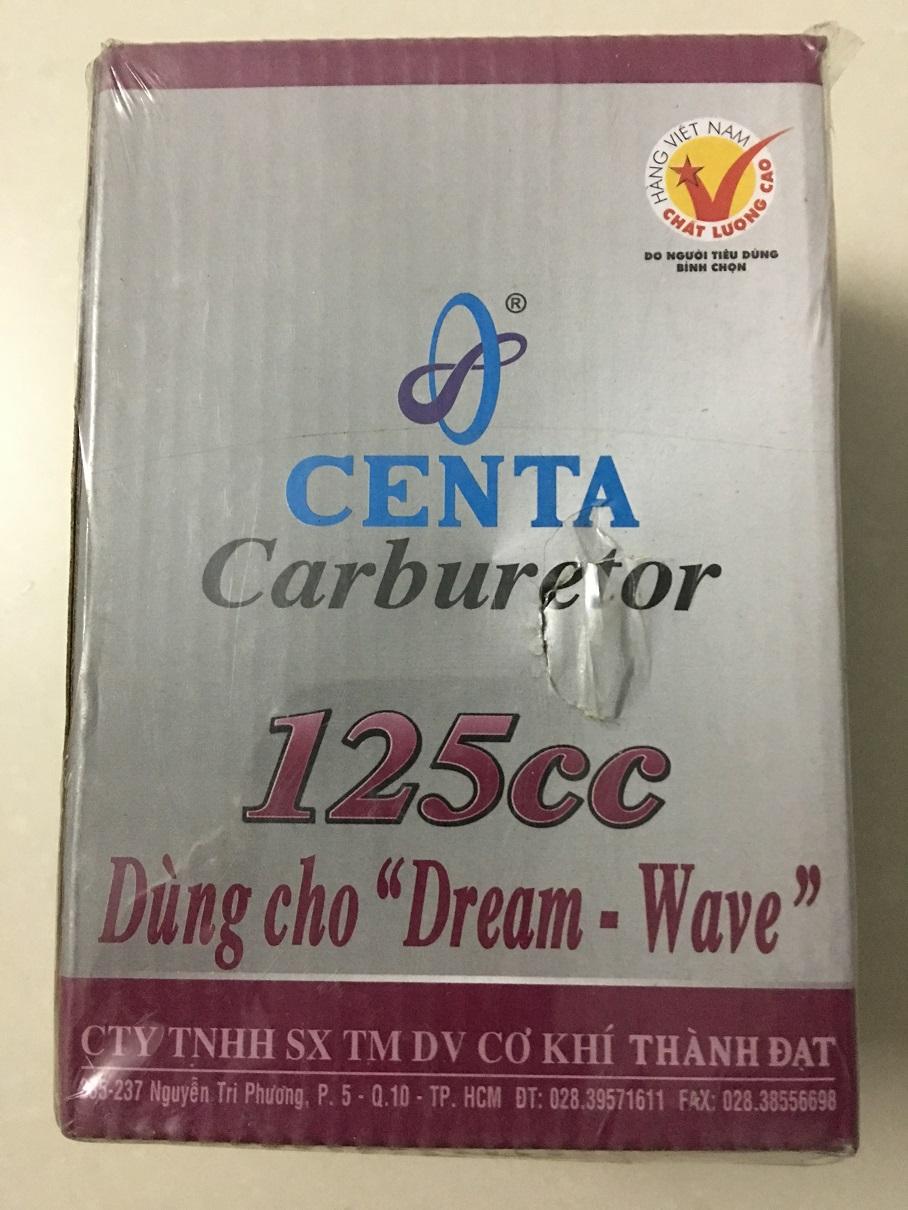 HÀNG VIỆT NAM
CHẤT LƯỢNG CAO
DO NGƯỜI TIÊU DÙNG
BÌNH CHỌN
®
CENTA
Carburetor
125cc
Dùng cho “Dream - Wave”
CTY TNHH SX TM DV CƠ KHÍ THÀNH ĐẠT
Nguyễn Tri Phương, P. 5 - Q.10 - TP. HCM ĐT: 028.39571611 FAX: 028.38556698